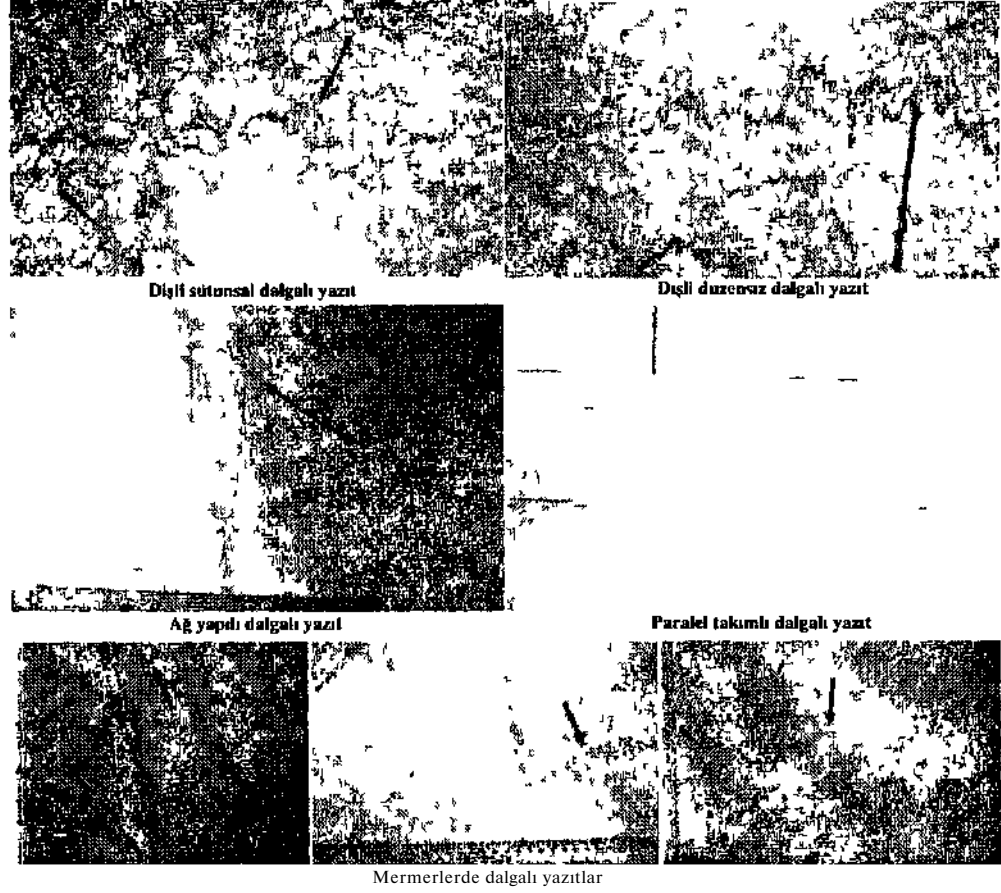 Dişli sütunsal dalgalı yazıt
Dişli düzensiz dalgalı yazıt
Ağ yapılı dalgalı yazıt
Paralel takımlı dalgalı yazıt
Mermerlerde dalgalı yazıtlar